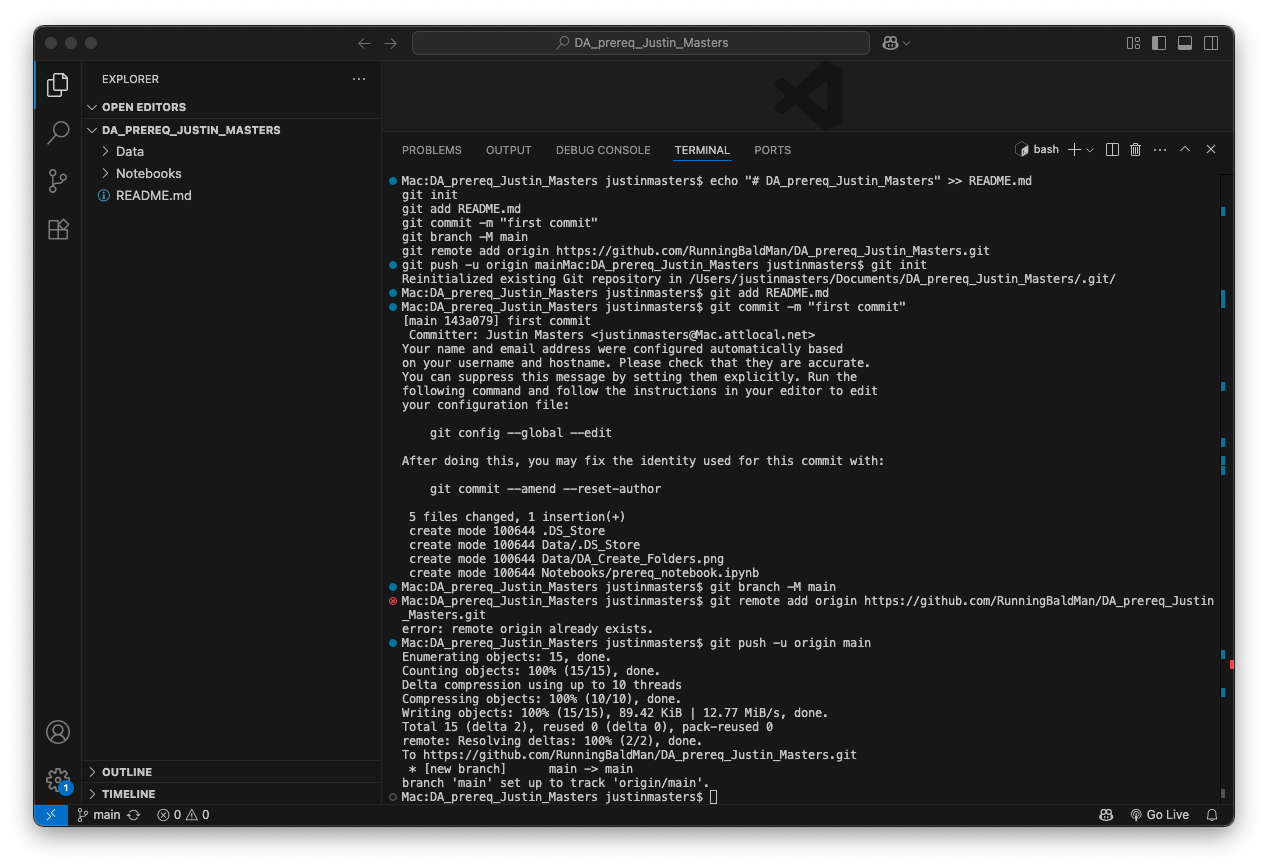 DA_prereq_Justin_Masters
EXPLORER
OPEN EDITORS
DA_PREREQ_JUSTIN_MASTERS
Data
Notebooks
README.md
OUTLINE
TIMELINE
PROBLEMS OUTPUT DEBUG CONSOLE TERMINAL PORTS
bash
Mac:DA_prereq_Justin_Masters justinmasters$ echo "# DA_prereq_Justin_Masters" >> README.md
git init
git add README.md
git commit -m "first commit"
git branch -M main
git remote add origin https://github.com/RunningBaldMan/DA_prereq_Justin_Masters.git
git push -u origin mainMac:DA_prereq_Justin_Masters justinmasters$ git init
Reinitialized existing Git repository in /Users/justinmasters/Documents/DA_prereq_Justin_Masters/.git/
Mac:DA_prereq_Justin_Masters justinmasters$ git add README.md
Mac:DA_prereq_Justin_Masters justinmasters$ git commit -m "first commit"
[main 143a079] first commit
Committer: Justin Masters <justinmasters@Mac.attlocal.net>
Your name and email address were configured automatically based
on your username and hostname. Please check that they are accurate.
You can suppress this message by setting them explicitly. Run the
following command and follow the instructions in your editor to edit
your configuration file:
git config --global --edit
After doing this, you may fix the identity used for this commit with:
git commit --amend --reset-author
5 files changed, 1 insertion(+)
create mode 100644 .DS_Store
create mode 100644 Data/.DS_Store
create mode 100644 Data/DA_Create_Folders.png
create mode 100644 Notebooks/prereq_notebook.ipynb
Mac:DA_prereq_Justin_Masters justinmasters$ git branch -M main
Mac:DA_prereq_Justin_Masters justinmasters$ git remote add origin https://github.com/RunningBaldMan/DA_prereq_Justin
_Masters.git
error: remote origin already exists.
Mac:DA_prereq_Justin_Masters justinmasters$ git push -u origin main
Enumerating objects: 15, done.
Counting objects: 100% (15/15), done.
Delta compression using up to 10 threads
Compressing objects: 100% (10/10), done.
Writing objects: 100% (15/15), 89.42 KiB | 12.77 MiB/s, done.
Total 15 (delta 2), reused 0 (delta 0), pack-reused 0
remote: Resolving deltas: 100% (2/2), done.
To https://github.com/RunningBaldMan/DA_prereq_Justin_Masters.git
* [new branch] main -> main
branch 'main' set up to track 'origin/main'.
Mac:DA_prereq_Justin_Masters justinmasters$
1
main 0 0 Go Live